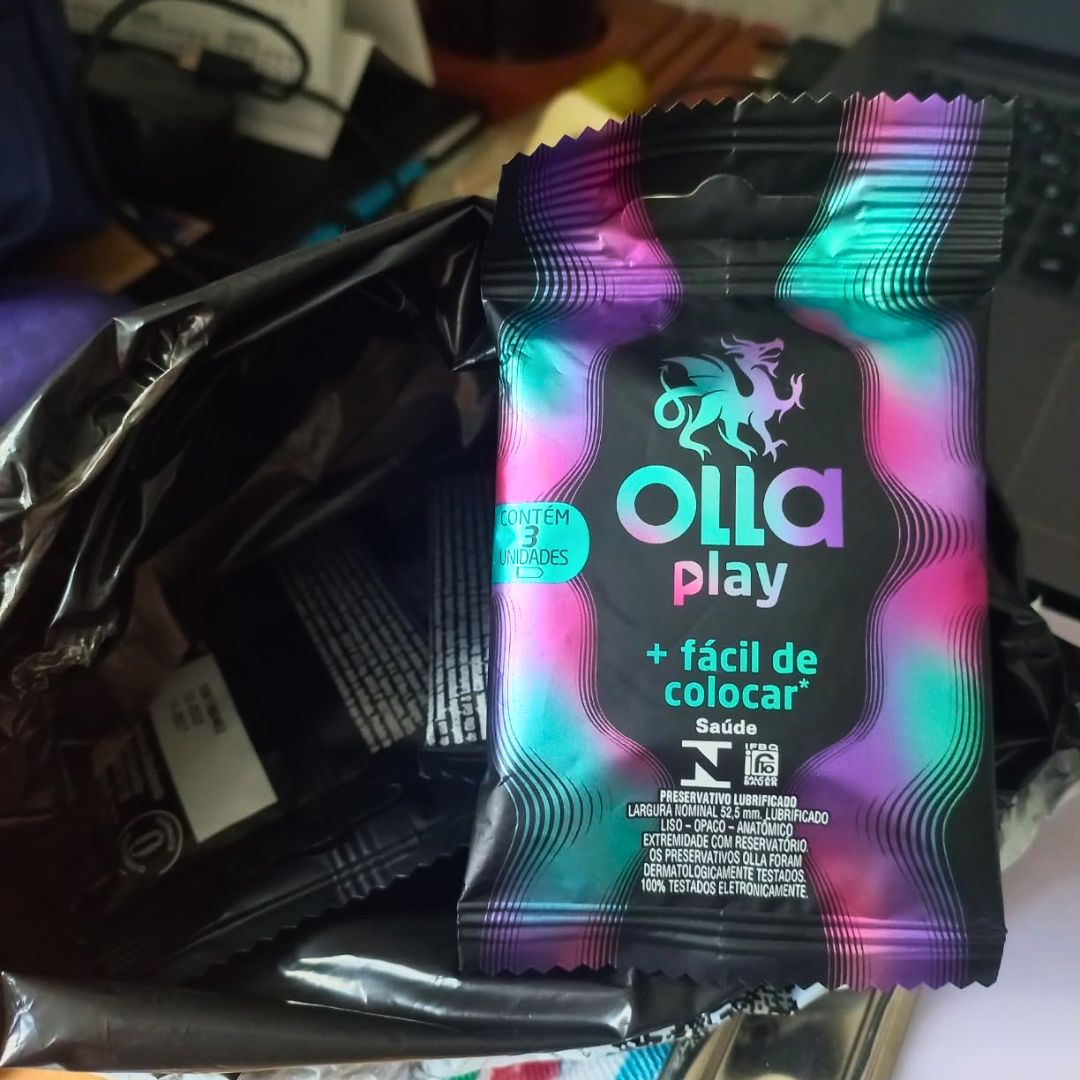 CONTÉM
3
UNIDADES
OLLA
play
+ fácil de
colocar*
Saúde
IFBQ
PRESERVATIVO LUBRIFICADO
LARGURA NOMINAL 52,5 mm, LUBRIFICADO
LISO – OPACO – ANATÔMICO
EXTREMIDADE COM RESERVATÓRIO.
OS PRESERVATIVOS OLLA FORAM
DERMATOLOGICAMENTE TESTADOS.
100% TESTADOS ELETRONICAMENTE.